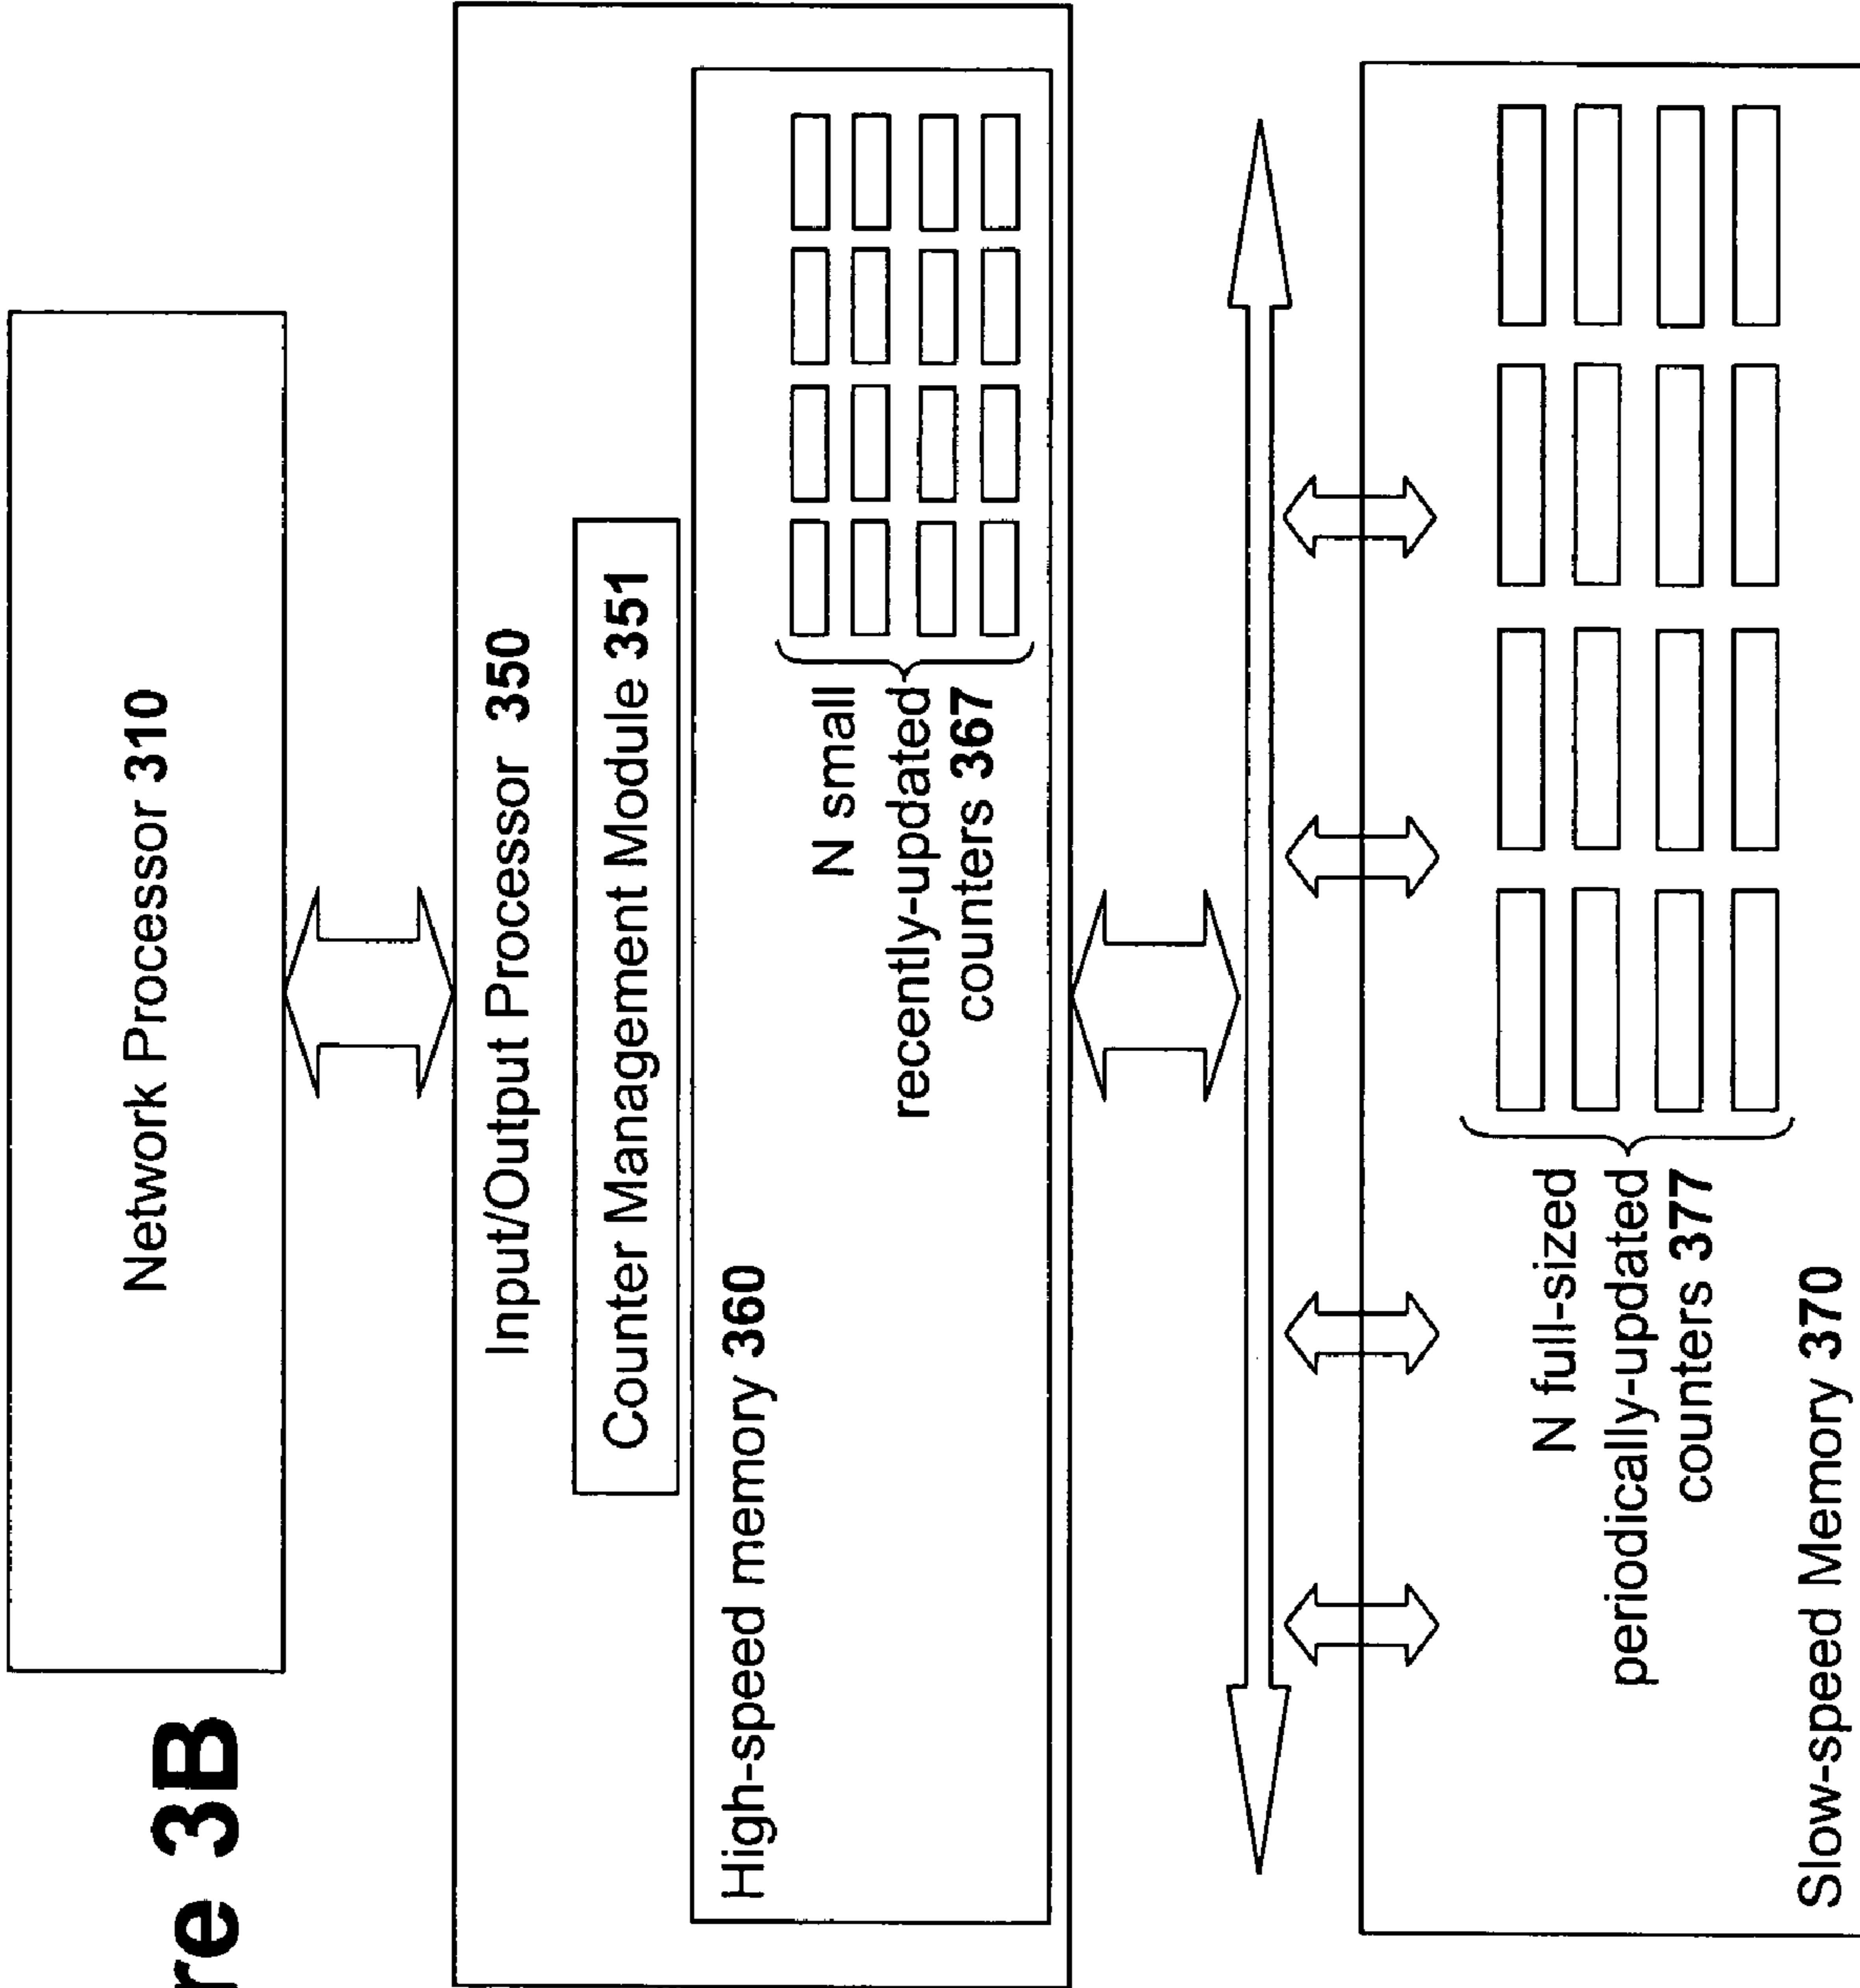 re 3B
Network Processor 310
Input/Output Processor 350
Counter Management Module 351
High-speed memory 360
N small
recently-updated
counters 367
N full-sized
periodically-updated
counters 377
Slow-speed Memory 370